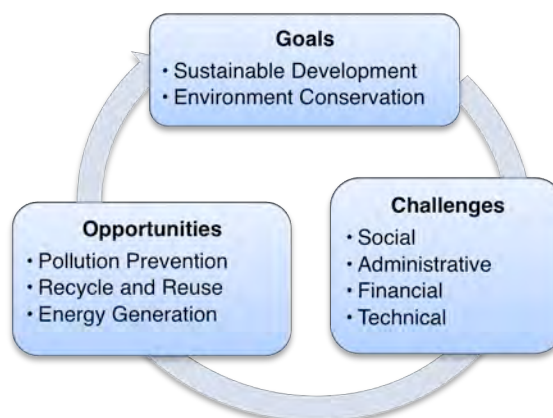 Goals
• Sustainable Development
• Environment Conservation
Challenges
• Social
• Administrative
• Financial
• Technical
Opportunities
• Pollution Prevention
• Recycle and Reuse
• Energy Generation